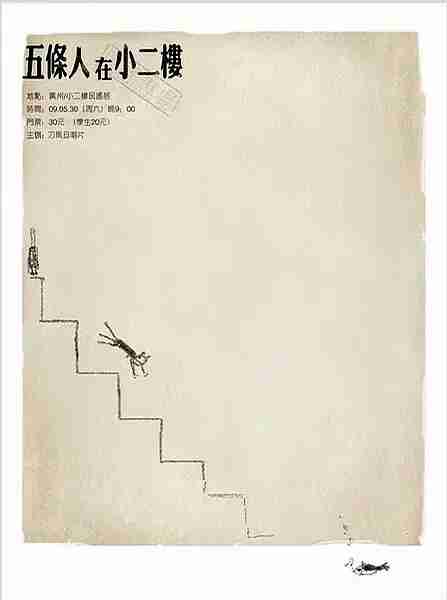 五條人在小二樓
地點：廣州小二樓民謠居
時間：09.05.30（周六）晚9：00
門票：30元（學生20元）
主辦：刀馬旦唱片